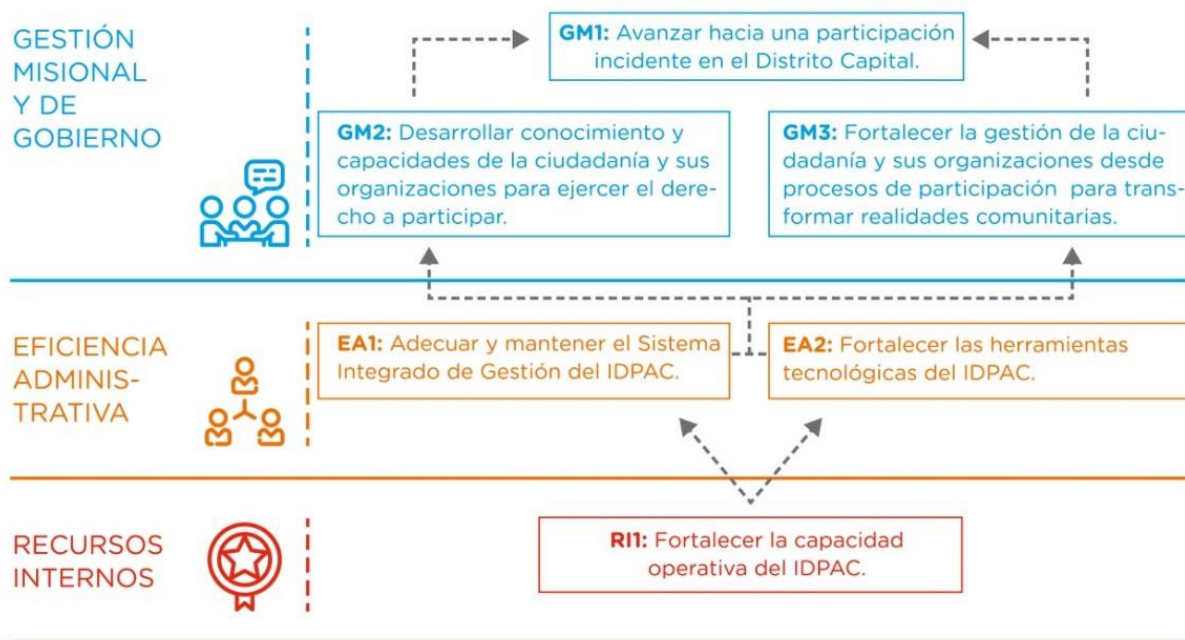 GESTIÓN
MISIONAL
Y DE
GOBIERNO
GM1: Avanzar hacia una participación
incidente en el Distrito Capital.
GM2: Desarrollar conocimiento y
capacidades de la ciudadanía y sus
organizaciones para ejercer el dere-
cho a participar.
GM3: Fortalecer la gestión de la ciu-
dadanía y sus organizaciones desde
procesos de participación para trans-
formar realidades comunitarias.
EFICIENCIA
ADMINIS-
TRATIVA
EA1: Adecuar y mantener el Sistema
Integrado de Gestión del IDPAC.
EA2: Fortalecer las herramientas
tecnológicas del IDPAC.
RECURSOS
INTERNOS
RI1: Fortalecer la capacidad
operativa del IDPAC.